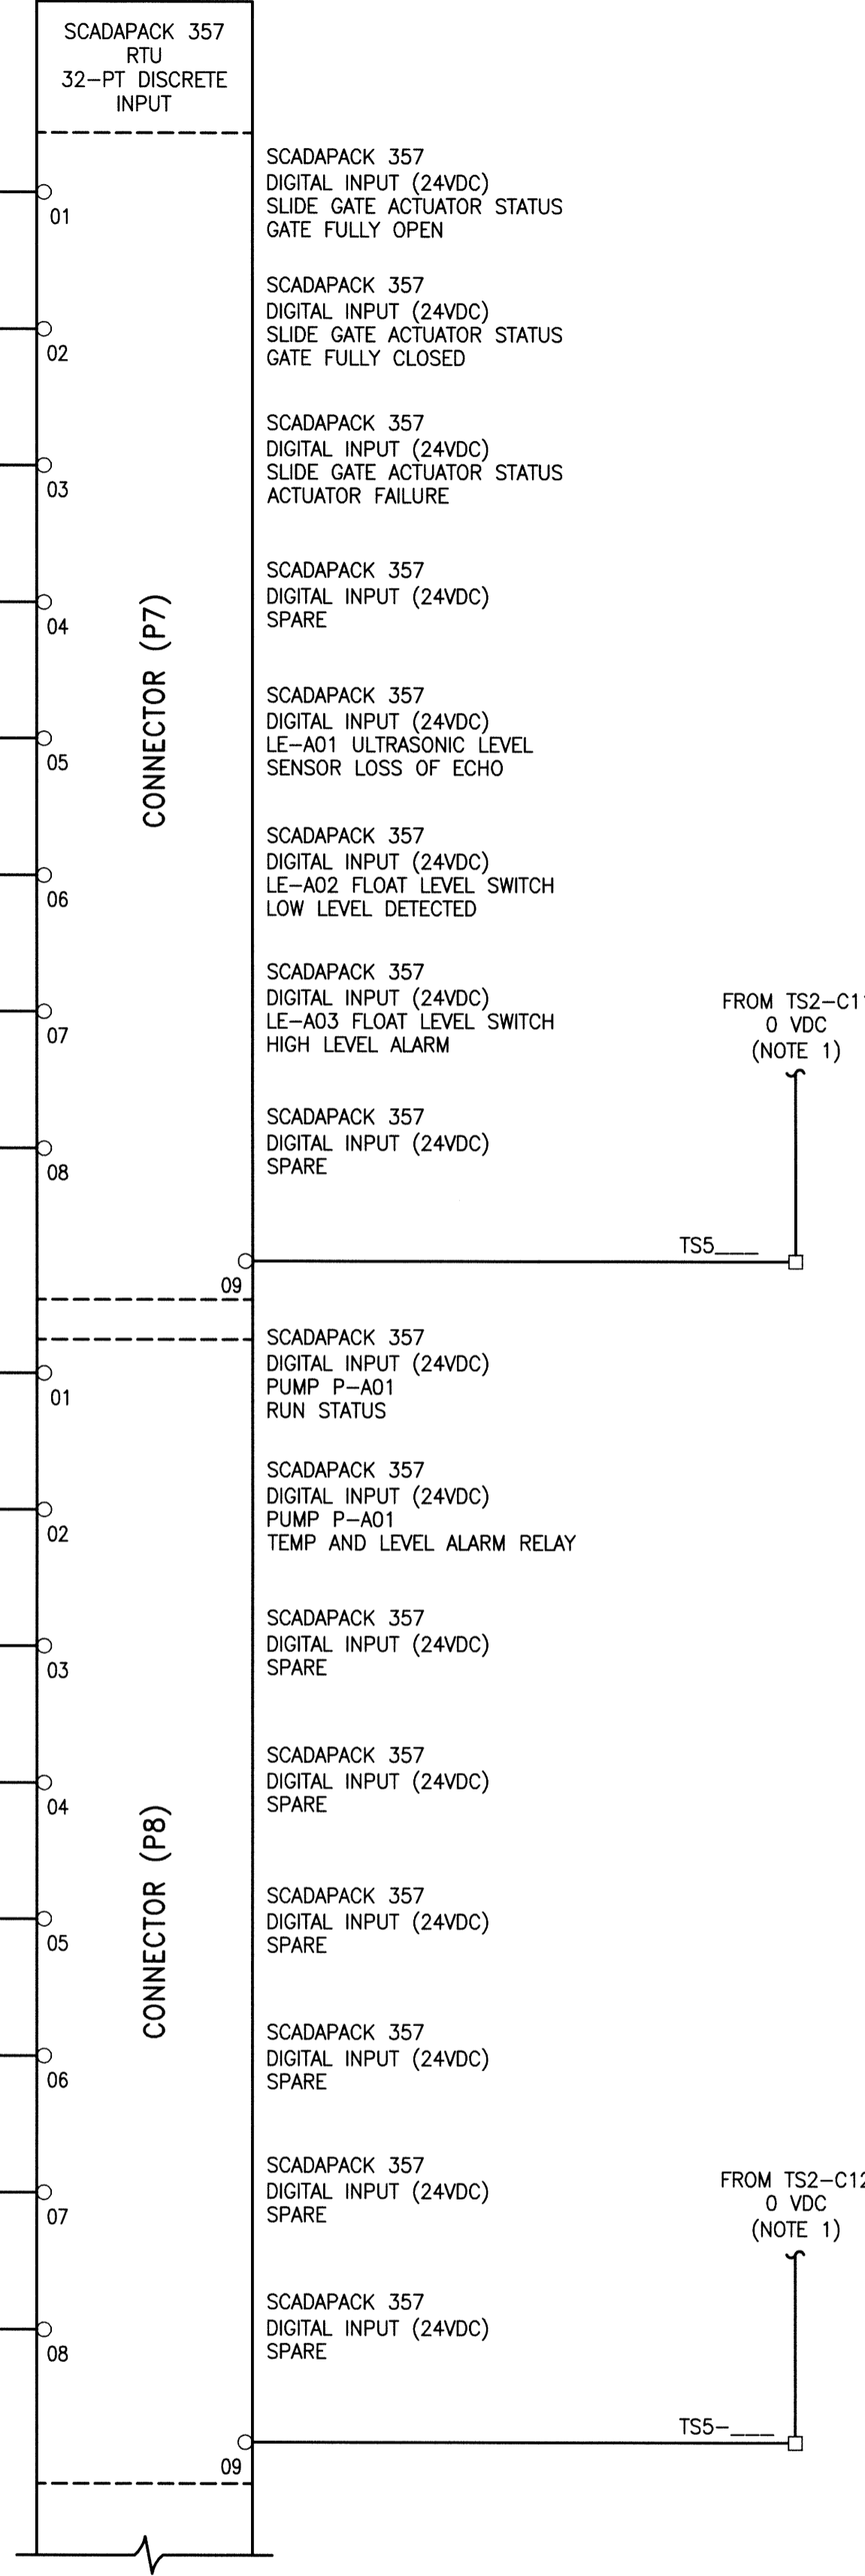 SCADAPACK 357
RTU
32-PT DISCRETE
INPUT
SCADAPACK 357
DIGITAL INPUT (24VDC)
SLIDE GATE ACTUATOR STATUS
GATE FULLY OPEN
01
SCADAPACK 357
DIGITAL INPUT (24VDC)
SLIDE GATE ACTUATOR STATUS
GATE FULLY CLOSED
02
SCADAPACK 357
DIGITAL INPUT (24VDC)
SLIDE GATE ACTUATOR STATUS
ACTUATOR FAILURE
03
SCADAPACK 357
DIGITAL INPUT (24VDC)
SPARE
04
CONNECTOR (P7)
SCADAPACK 357
DIGITAL INPUT (24VDC)
LE-A01 ULTRASONIC LEVEL
SENSOR LOSS OF ECHO
05
SCADAPACK 357
DIGITAL INPUT (24VDC)
LE-A02 FLOAT LEVEL SWITCH
LOW LEVEL DETECTED
06
SCADAPACK 357
DIGITAL INPUT (24VDC)
LE-A03 FLOAT LEVEL SWITCH
HIGH LEVEL ALARM
07
FROM TS2-C11
0 VDC
(NOTE 1)
SCADAPACK 357
DIGITAL INPUT (24VDC)
SPARE
08
TS5___
09
SCADAPACK 357
DIGITAL INPUT (24VDC)
PUMP P-A01
RUN STATUS
01
SCADAPACK 357
DIGITAL INPUT (24VDC)
PUMP P-A01
TEMP AND LEVEL ALARM RELAY
02
SCADAPACK 357
DIGITAL INPUT (24VDC)
SPARE
03
SCADAPACK 357
DIGITAL INPUT (24VDC)
SPARE
04
CONNECTOR (P8)
SCADAPACK 357
DIGITAL INPUT (24VDC)
SPARE
05
SCADAPACK 357
DIGITAL INPUT (24VDC)
SPARE
06
SCADAPACK 357
DIGITAL INPUT (24VDC)
SPARE
07
FROM TS2-C12
0 VDC
(NOTE 1)
SCADAPACK 357
DIGITAL INPUT (24VDC)
SPARE
08
TS5-___
09